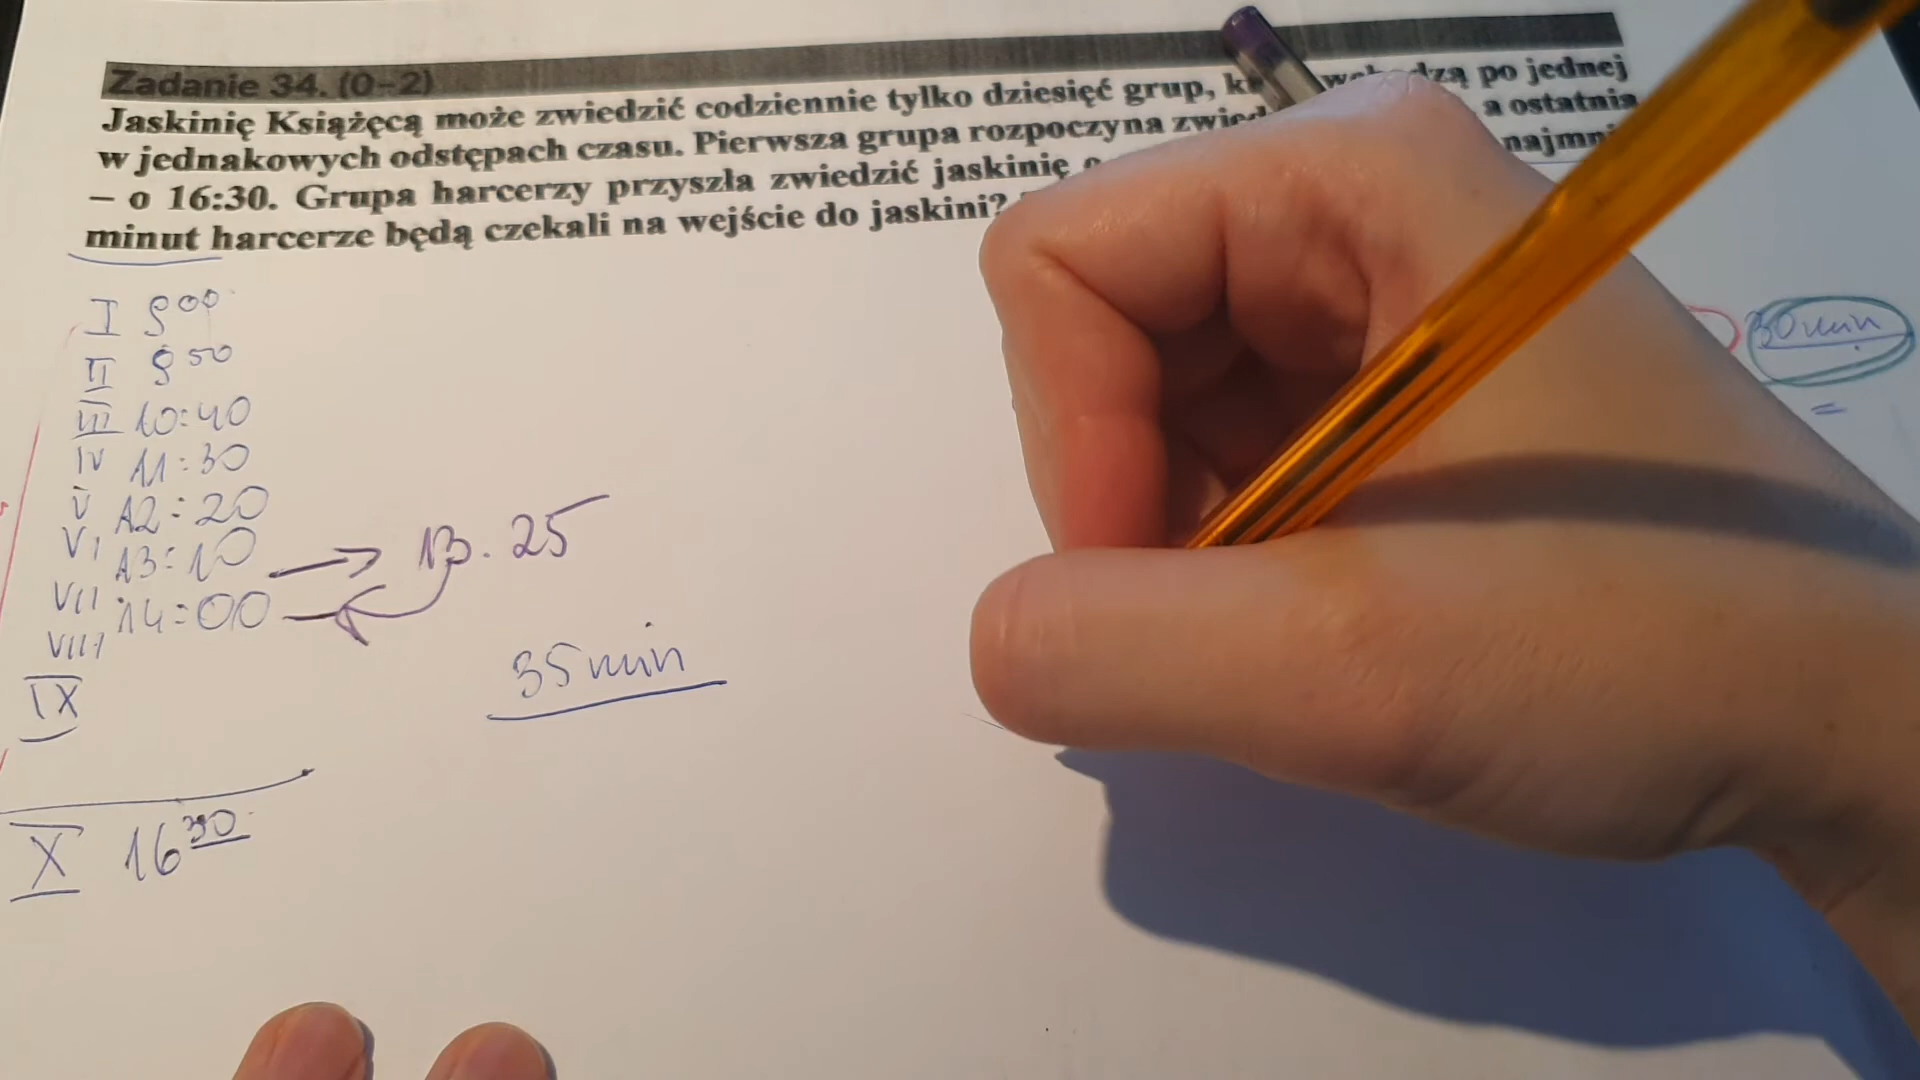 Zadanie 34. (0–2)
Jaskinię Książęcą może zwiedzić codziennie tylko dziesięć grup, po jednej
w jednakowych odstępach czasu. Pierwsza grupa rozpoczyna a ostatnia
– o 16:30. Grupa harcerzy przyszła zwiedzić jaskinię
minut harcerze będą czekali na wejście do jaskini?
I 9 00
II 9 50
30 min
=
III 10:40
IV 11:30
V 12:20
VI 13:10 13.25
VII 14:00
VIII
35 min
IX
X 16 30